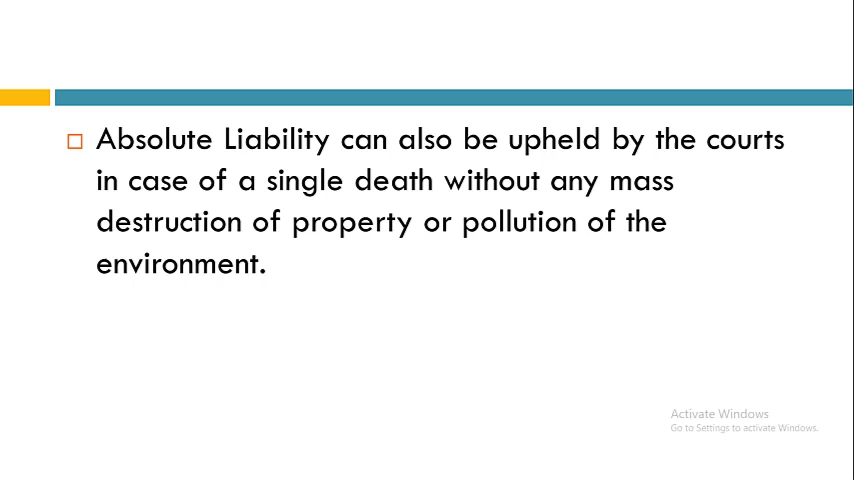 Absolute Liability can also be upheld by the courts
in case of a single death without any mass
destruction of property or pollution of the
environment.
Activate Windows
Go to Settings to activate Windows.